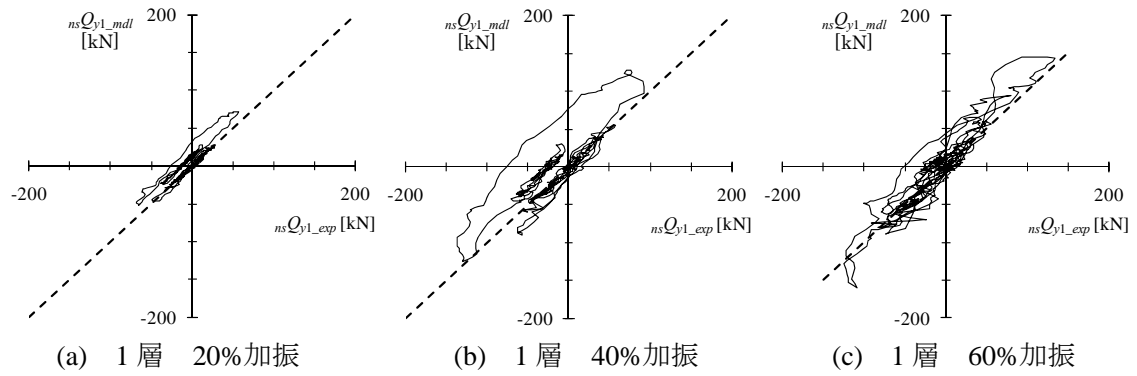 200
nsQy1_mdl
[kN]
-200
200
nsQy1_exp [kN]
-200
(a) 1 層 20%加振
200
nsQy1_mdl
[kN]
-200
200
nsQy1_exp [kN]
-200
(b) 1 層 40%加振
200
nsQy1_mdl
[kN]
-200
200
nsQy1_exp [kN]
-200
(c) 1 層 60%加振